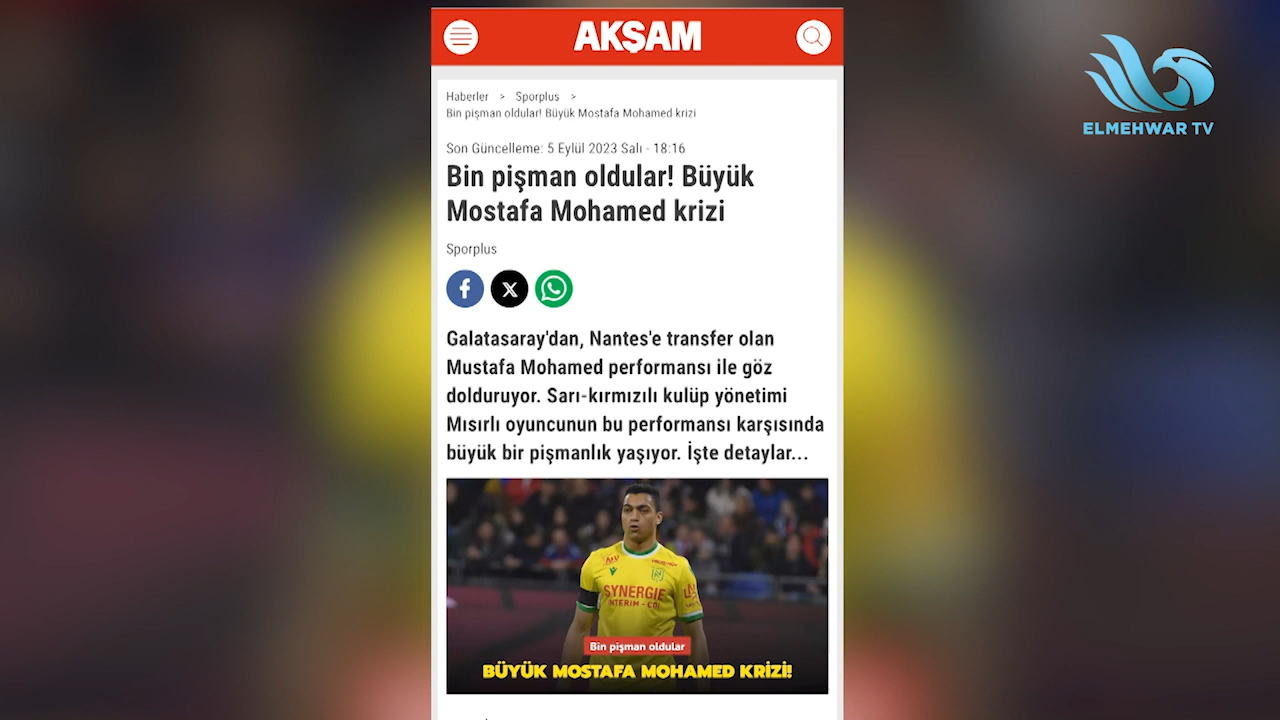 AKŞAM
ELMEHWAR TV
Haberler > Sporplus >
Bin pişman oldular! Büyük Mostafa Mohamed krizi
Son Güncelleme: 5 Eylül 2023 Salı - 18:16
Bin pişman oldular! Büyük
Mostafa Mohamed krizi
Sporplus
Galatasaray'dan, Nantes'e transfer olan
Mustafa Mohamed performansı ile göz
dolduruyor. Sarı-kırmızılı kulüp yönetimi
Mısırlı oyuncunun bu performansı karşısında
büyük bir pişmanlık yaşıyor. İşte detaylar...
SYNERGIE
INTERIM - CDI
Bin pişman oldular
BÜYÜK MOSTAFA MOHAMED KRİZİ!